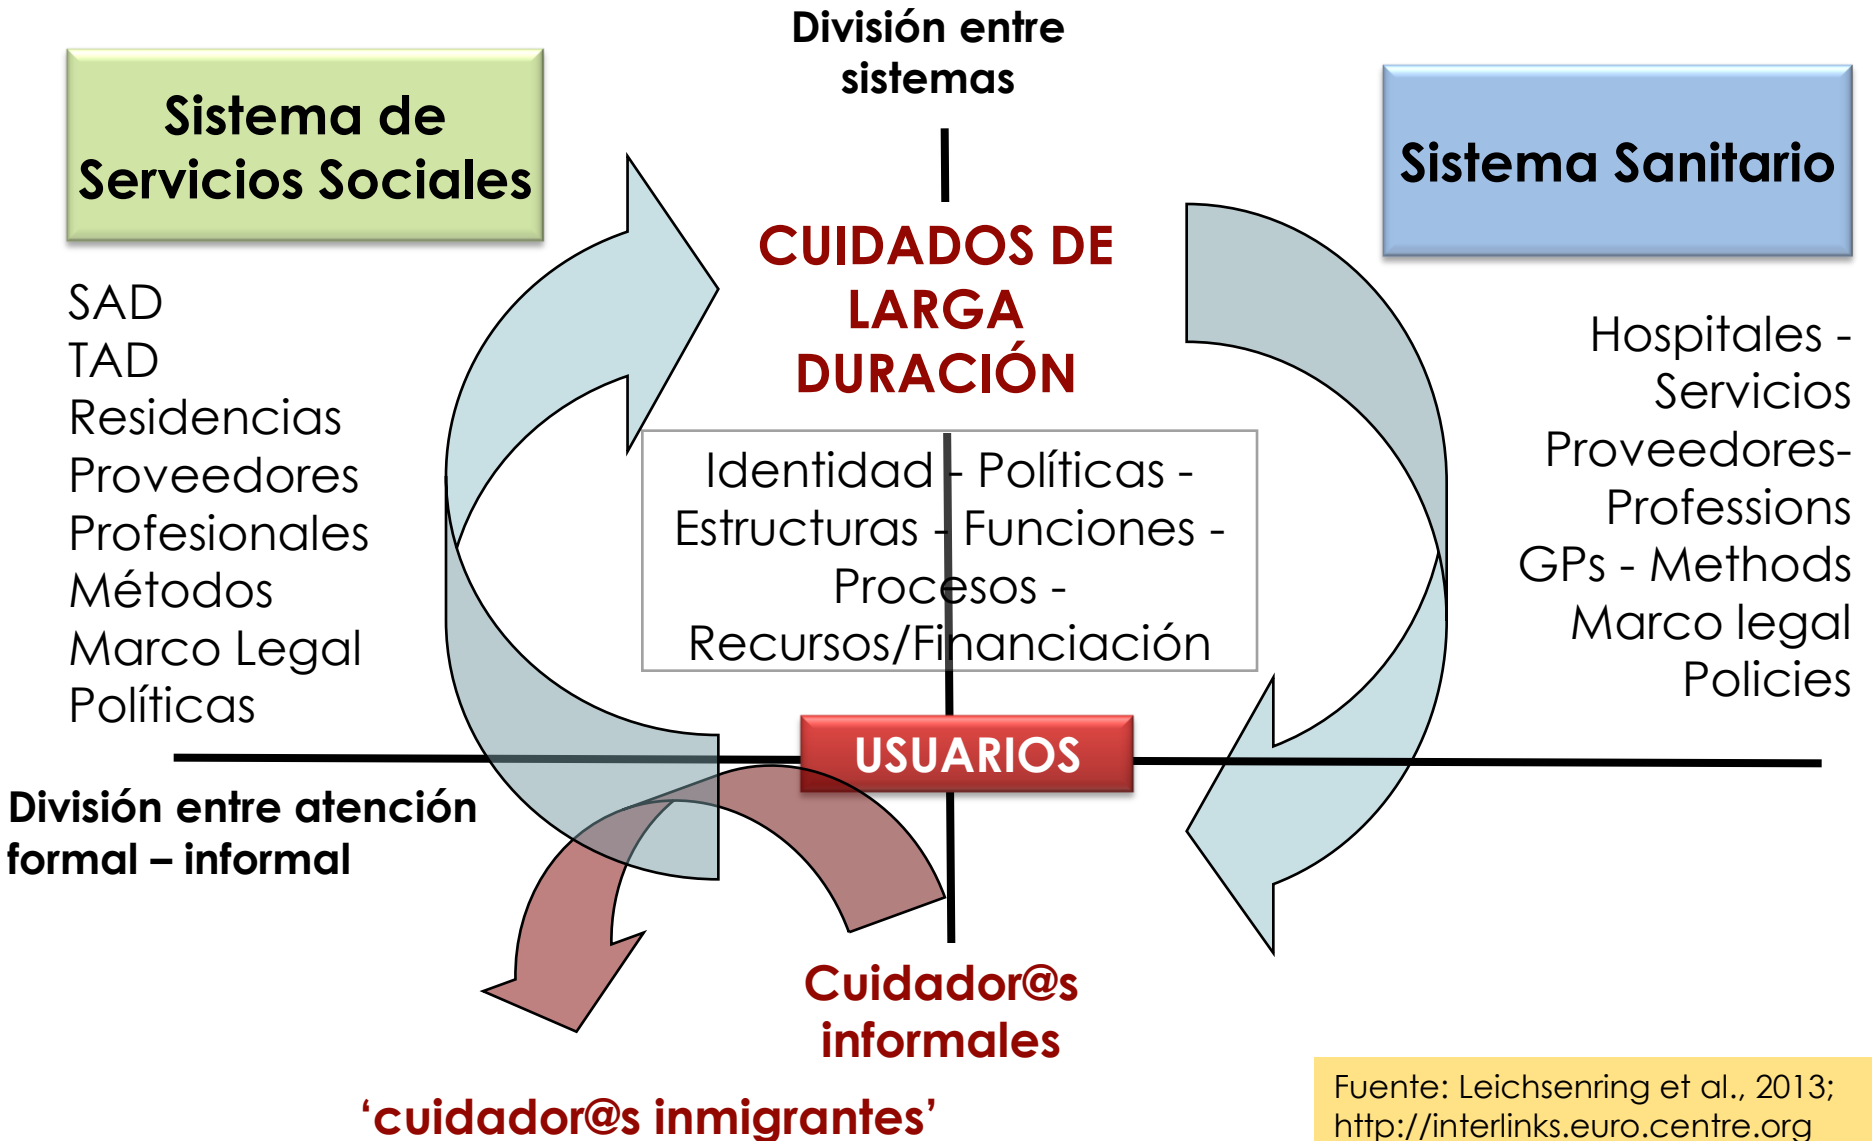 División entre
sistemas
Sistema de
Servicios Sociales
Sistema Sanitario
CUIDADOS DE
LARGA
DURACIÓN
SAD
TAD
Residencias
Proveedores
Profesionales
Métodos
Marco Legal
Políticas
Identidad - Políticas -
Estructuras - Funciones -
Procesos -
Recursos/Financiación
Hospitales -
Servicios
Proveedores-
Professions
GPs - Methods
Marco legal
Policies
USUARIOS
División entre atención
formal – informal
Cuidador@s
informales
‘cuidador@s inmigrantes’
Fuente: Leichsenring et al., 2013;
http://interlinks.euro.centre.org